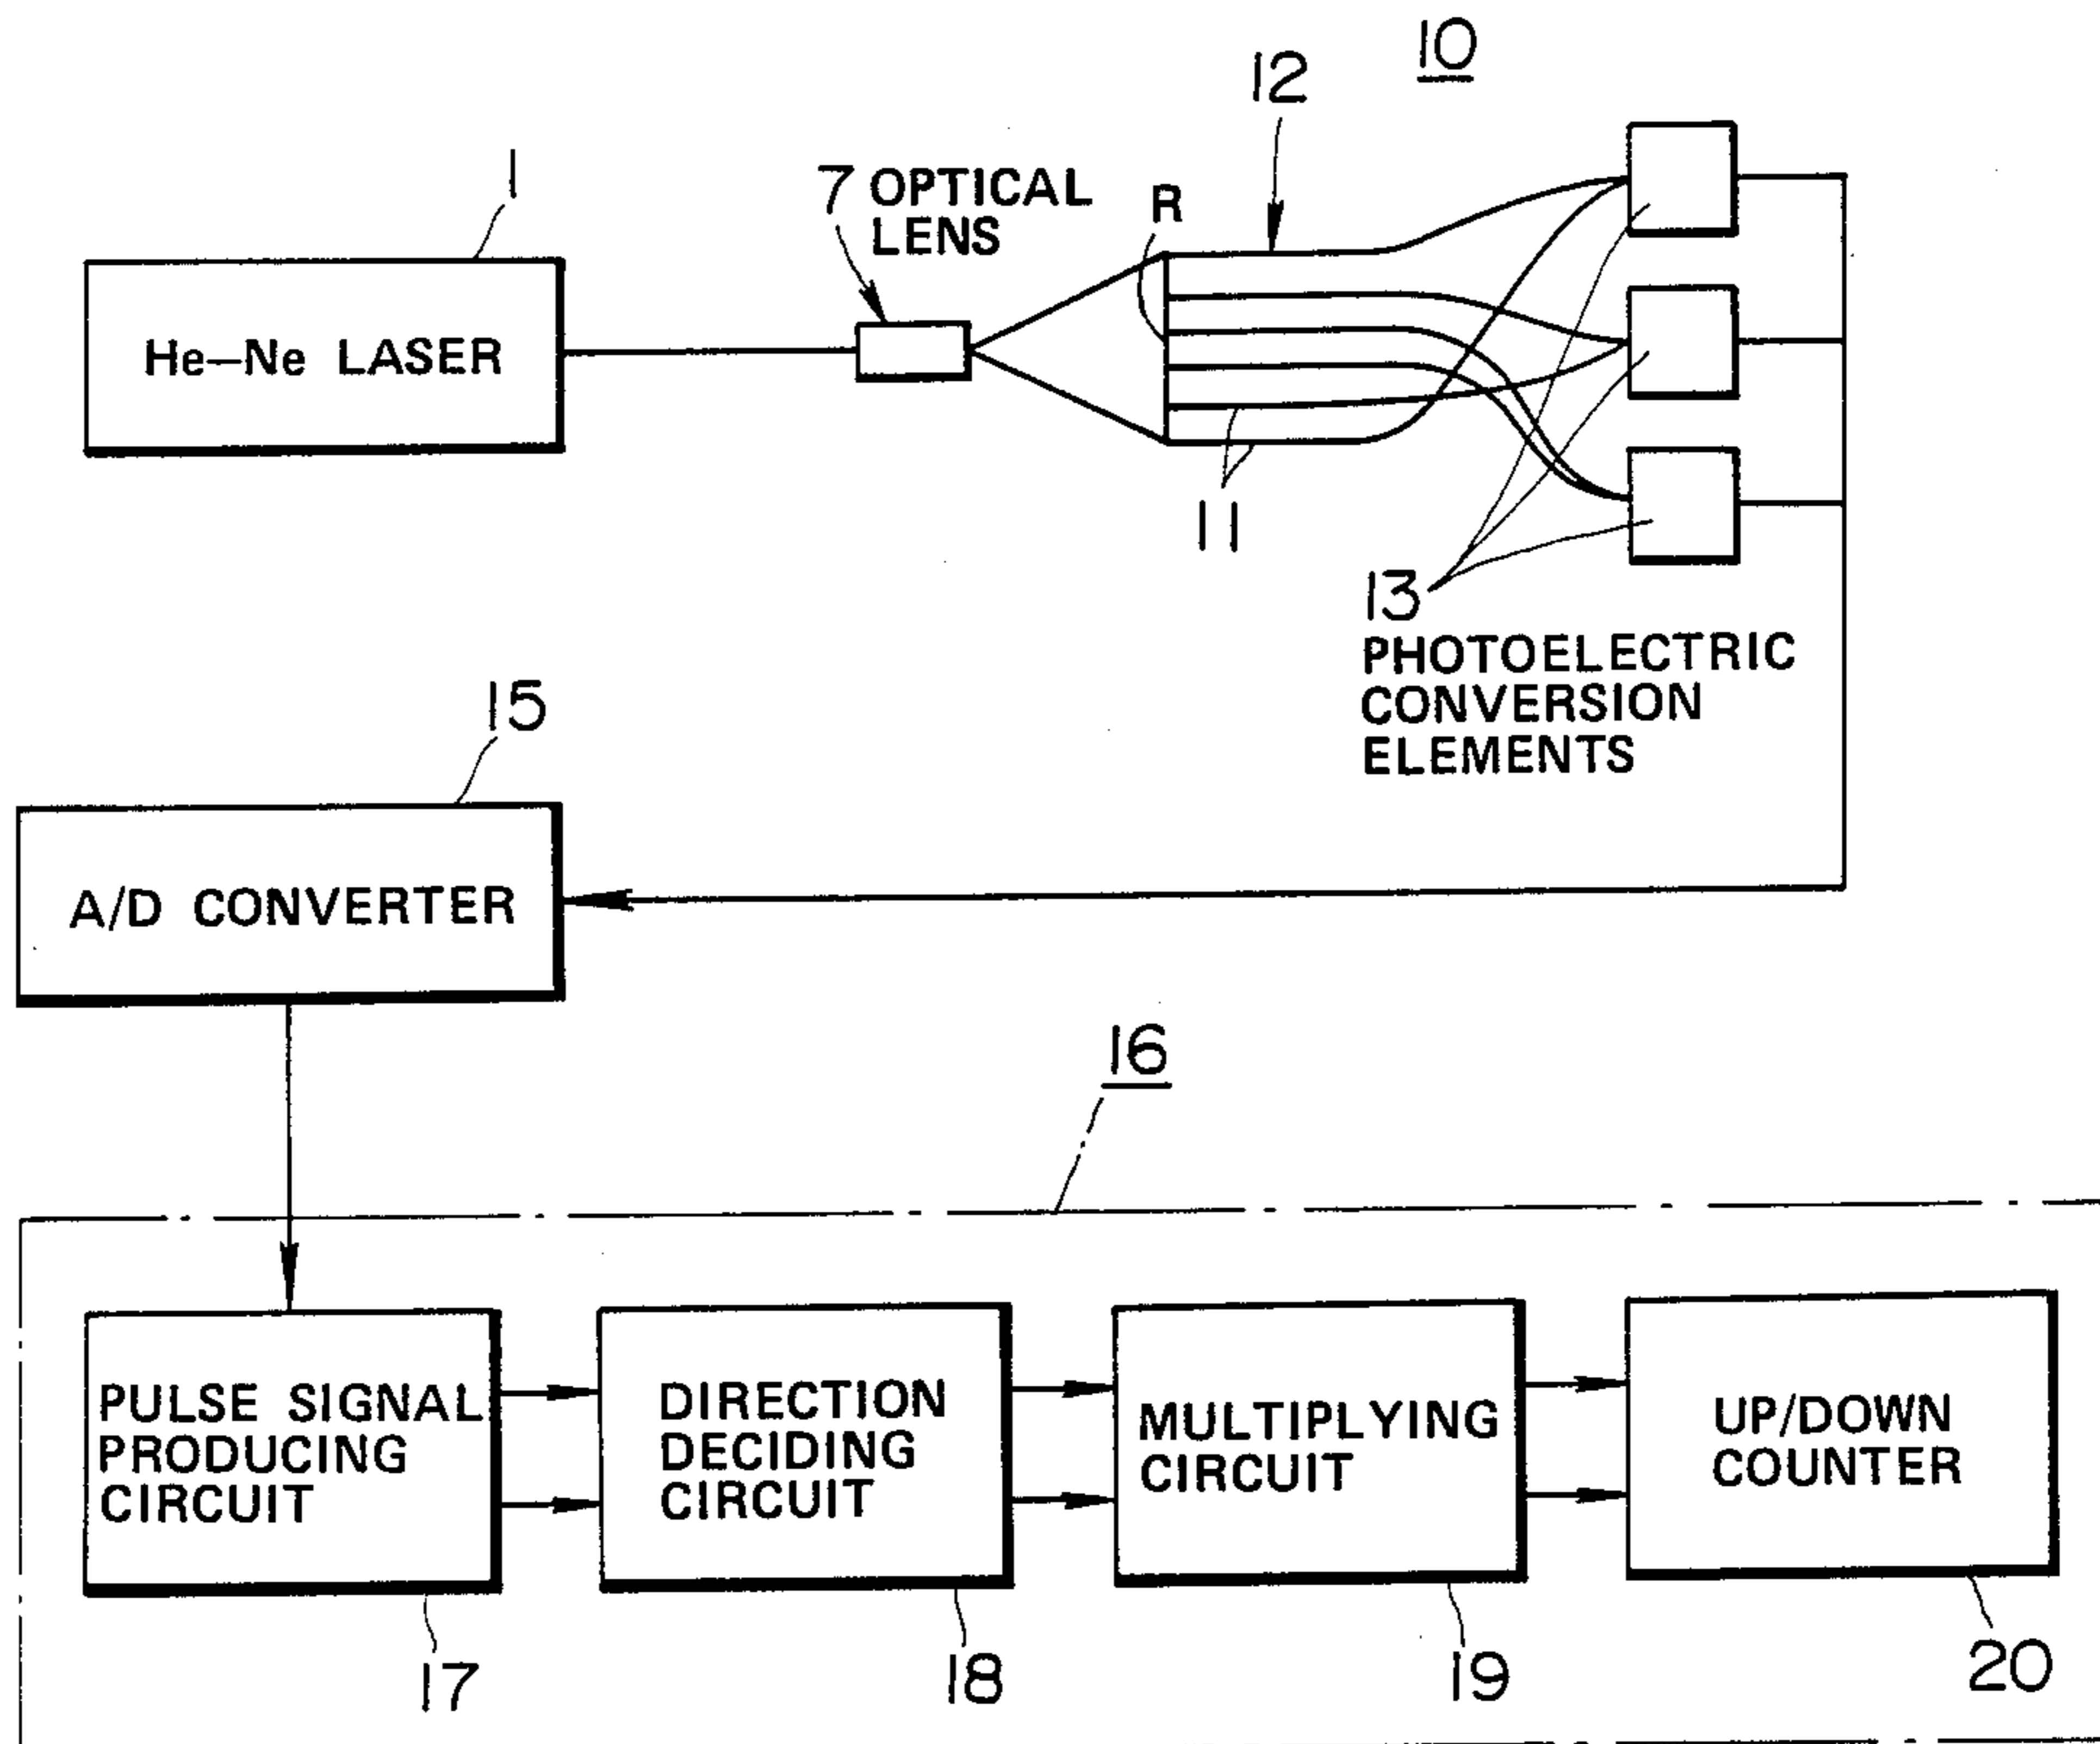 10
12
1
7 OPTICAL
LENS
R
He–Ne LASER
11
13
PHOTOELECTRIC
CONVERSION
ELEMENTS
15
A/D CONVERTER
16
PULSE SIGNAL
PRODUCING
CIRCUIT
DIRECTION
DECIDING
CIRCUIT
MULTIPLYING
CIRCUIT
UP/DOWN
COUNTER
17
18
19
20